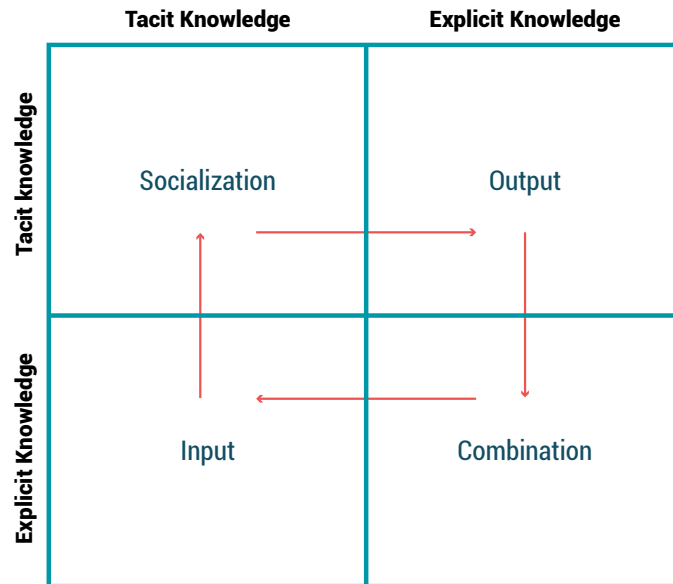 Tacit Knowledge
Explicit Knowledge
Tacit knowledge
Socialization
Output
Explicit Knowledge
Input
Combination